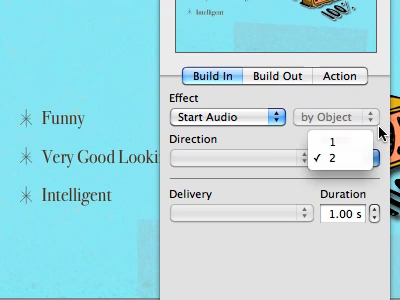 Intelligent
100%
Build In Build Out Action
Effect
Start Audio by Object
Direction
1
✓ 2
Delivery Duration
1.00 s
Funny
Very Good Looki
Intelligent